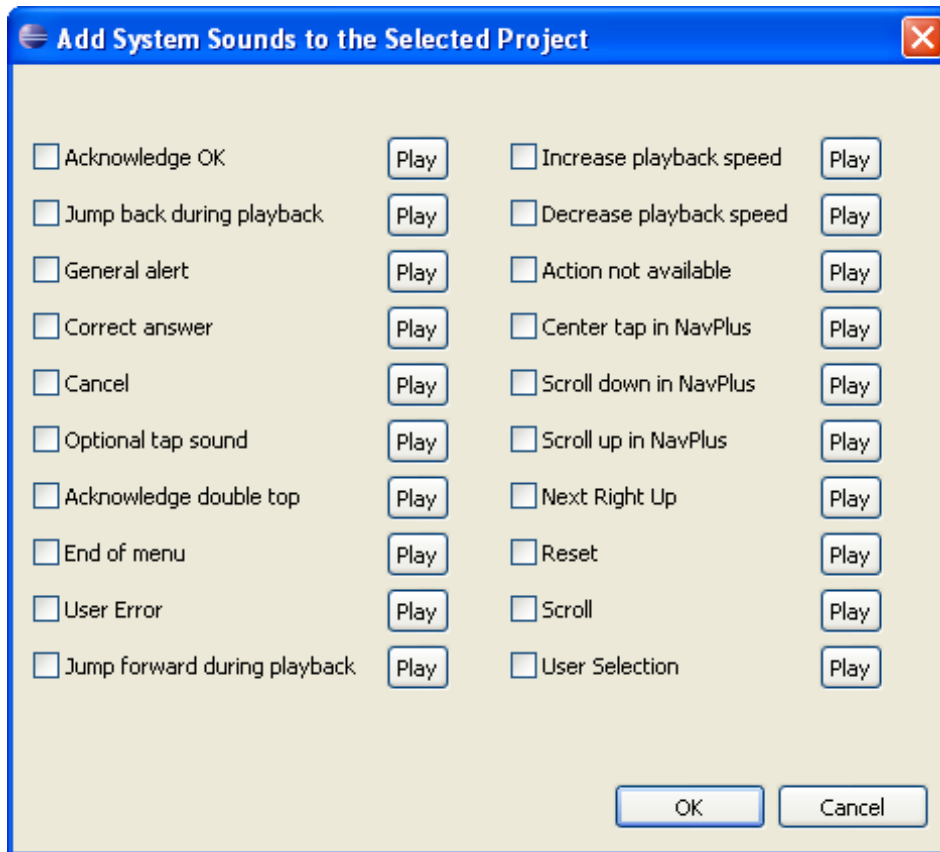 Add System Sounds to the Selected Project
Acknowledge OK Play Increase playback speed Play
Jump back during playback Play Decrease playback speed Play
General alert Play Action not available Play
Correct answer Play Center tap in NavPlus Play
Cancel Play Scroll down in NavPlus Play
Optional tap sound Play Scroll up in NavPlus Play
Acknowledge double top Play Next Right Up Play
End of menu Play Reset Play
User Error Play Scroll Play
Jump forward during playback Play User Selection Play
OK Cancel